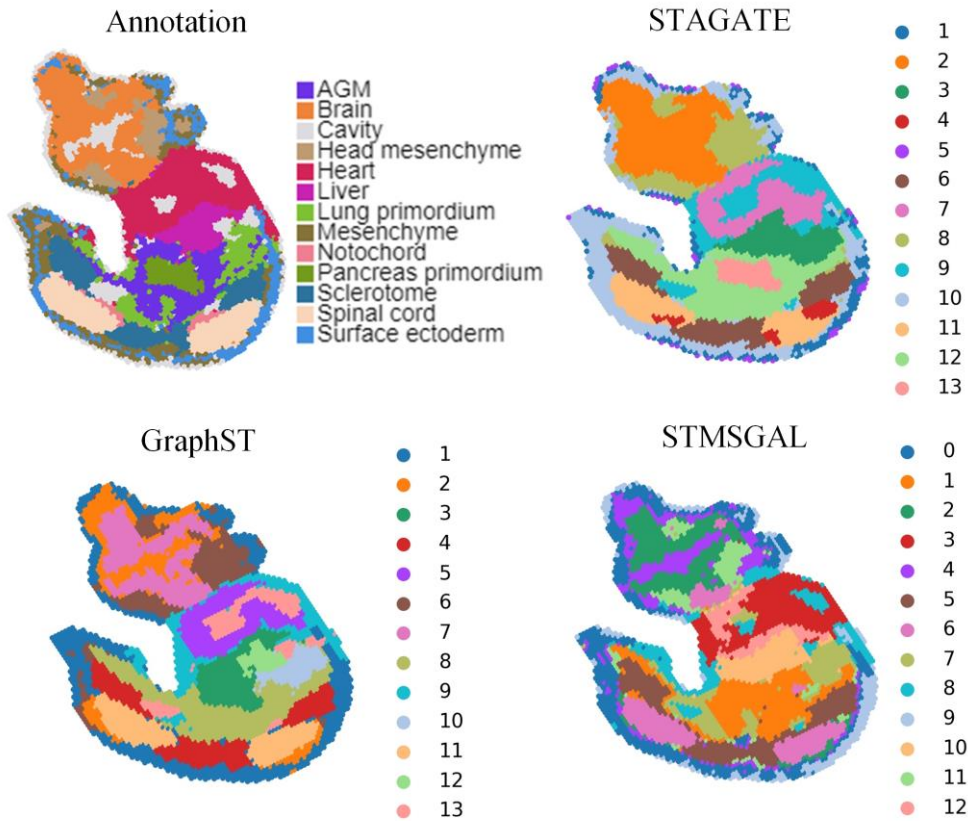 Annotation
AGM
Brain
Cavity
Head mesenchyme
Heart
Liver
Lung primordium
Mesenchyme
Notochord
Pancreas primordium
Sclerotome
Spinal cord
Surface ectoderm
STAGATE
1
2
3
4
5
6
7
8
9
10
11
12
13
GraphST
1
2
3
4
5
6
7
8
9
10
11
12
13
STMSGAL
0
1
2
3
4
5
6
7
8
9
10
11
12